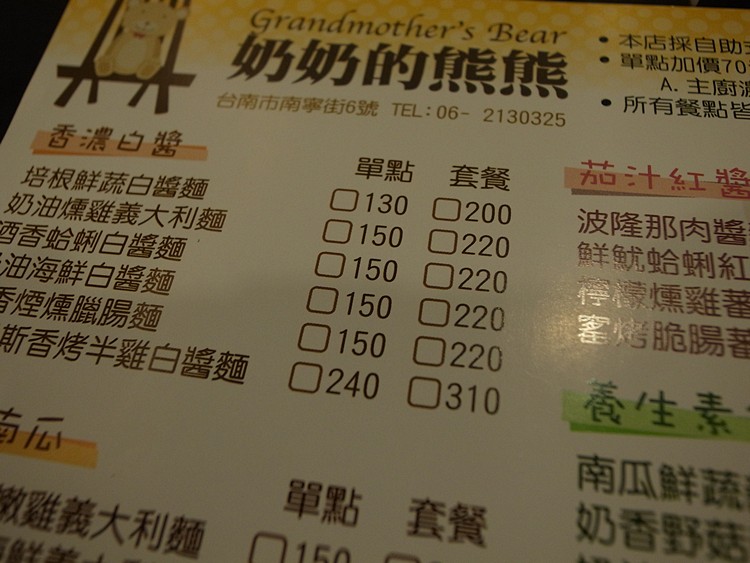 Grandmother's Bear
奶奶的熊熊
台南市南寧街6號 TEL:06- 2130325
• 本店採自助
• 單點加價70
A. 主廚濃
• 所有餐點皆
香濃白醬
單點 套餐
培根鮮蔬白醬麵 130 200
奶油燻雞義大利麵 150 220
酒香蛤蜊白醬麵 150 220
油海鮮白醬麵 150 220
香煙燻臘腸麵 150 220
斯香烤半雞白醬麵 240 310
茄汁紅醬
波隆那肉醬
鮮魷蛤蜊紅
檸檬燻雞蕃
窯烤脆腸蕃
南瓜
單點 套餐
嫩雞義大利麵 150
養生素
南瓜鮮蔬
奶香野菇